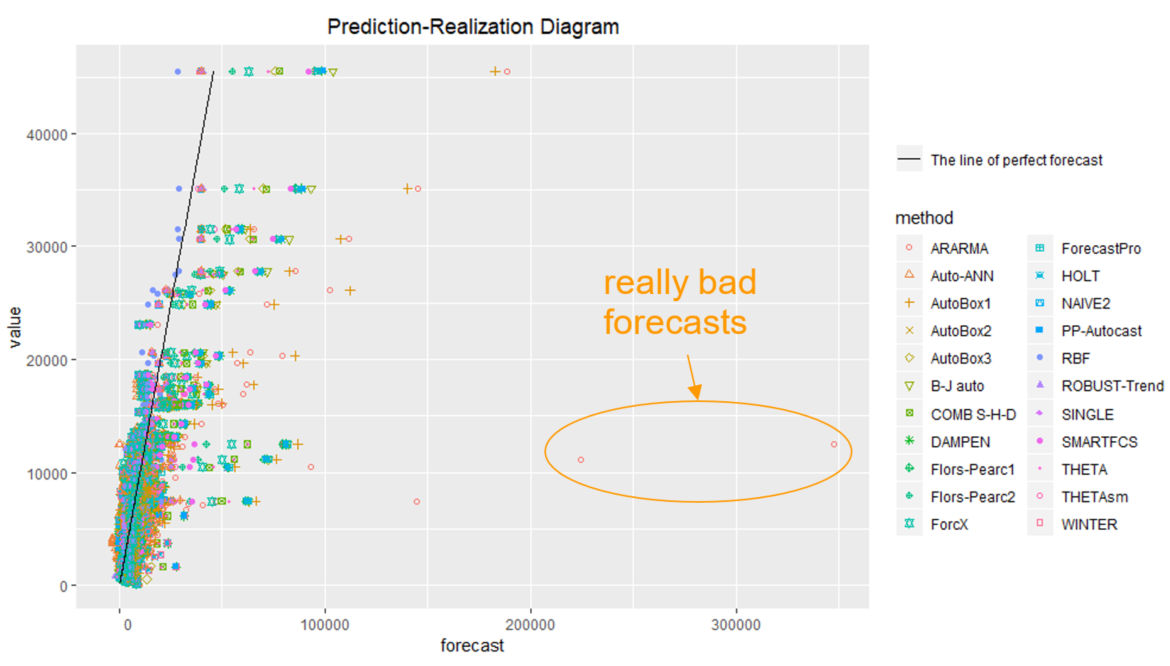 Prediction-Realization Diagram
40000
30000
20000
10000
0
value
0
100000
200000
300000
forecast
really bad
forecasts
The line of perfect forecast
method
ARARMA
Auto-ANN
AutoBox1
AutoBox2
AutoBox3
B-J auto
COMB S-H-D
DAMPEN
Flors-Pearc1
Flors-Pearc2
ForcX
ForecastPro
HOLT
NAIVE2
PP-Autocast
RBF
ROBUST-Trend
SINGLE
SMARTFCS
THETA
THETAsm
WINTER